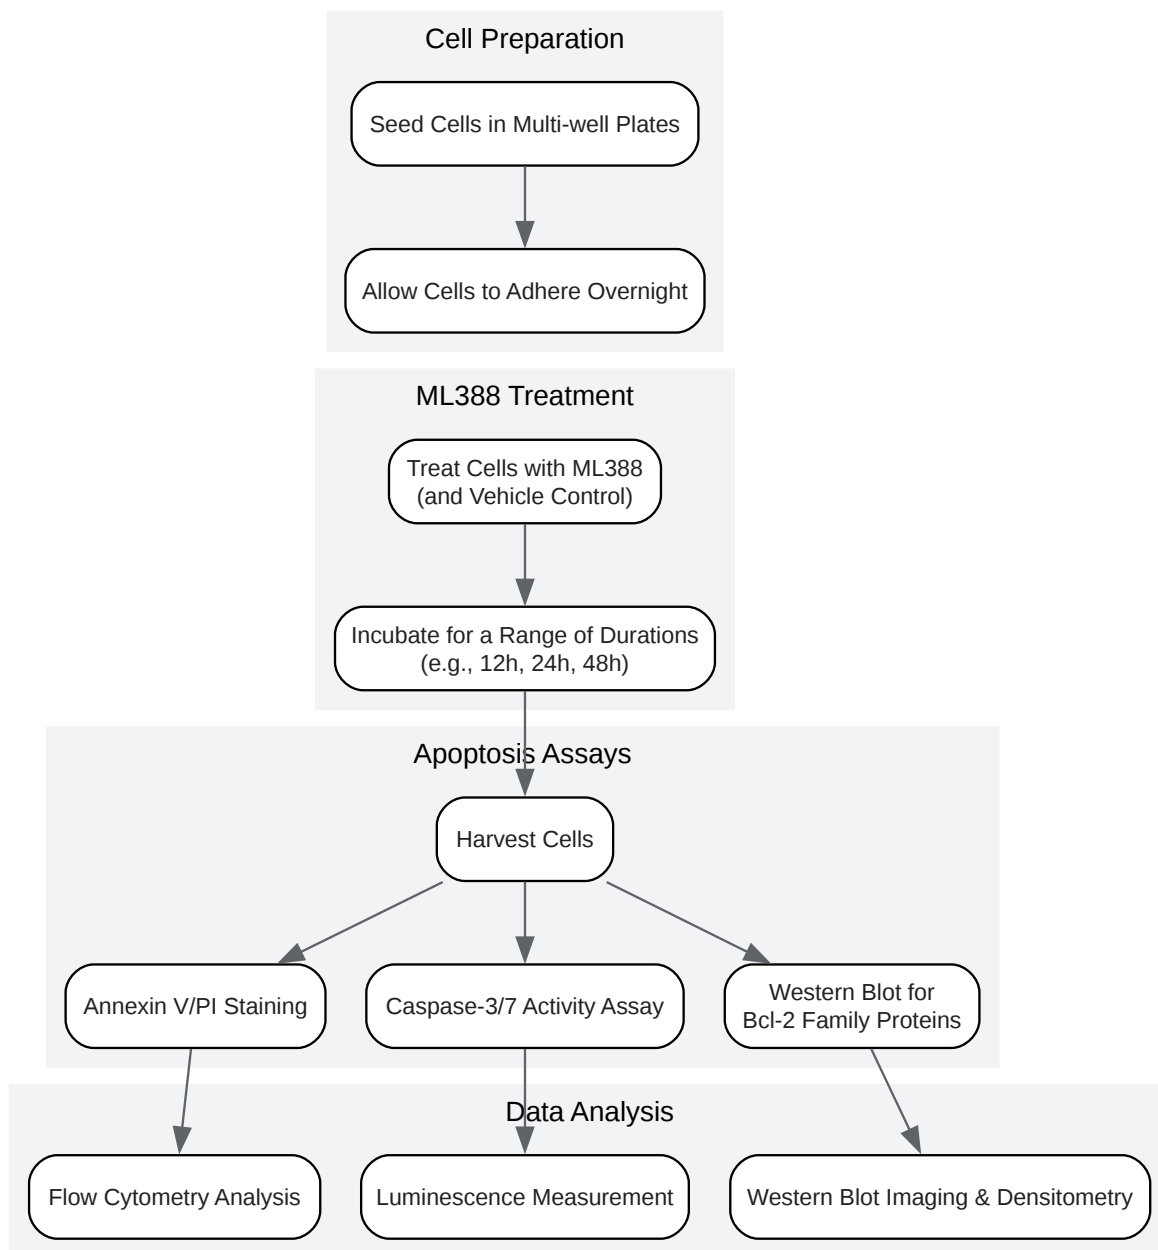 Cell Preparation
Seed Cells in Multi-well Plates
Allow Cells to Adhere Overnight
ML388 Treatment
Treat Cells with ML388
(and Vehicle Control)
Incubate for a Range of Durations
(e.g., 12h, 24h, 48h)
Apoptosis Assays
Harvest Cells
Annexin V/PI Staining
Caspase-3/7 Activity Assay
Western Blot for
Bcl-2 Family Proteins
Data Analysis
Flow Cytometry Analysis
Luminescence Measurement
Western Blot Imaging & Densitometry